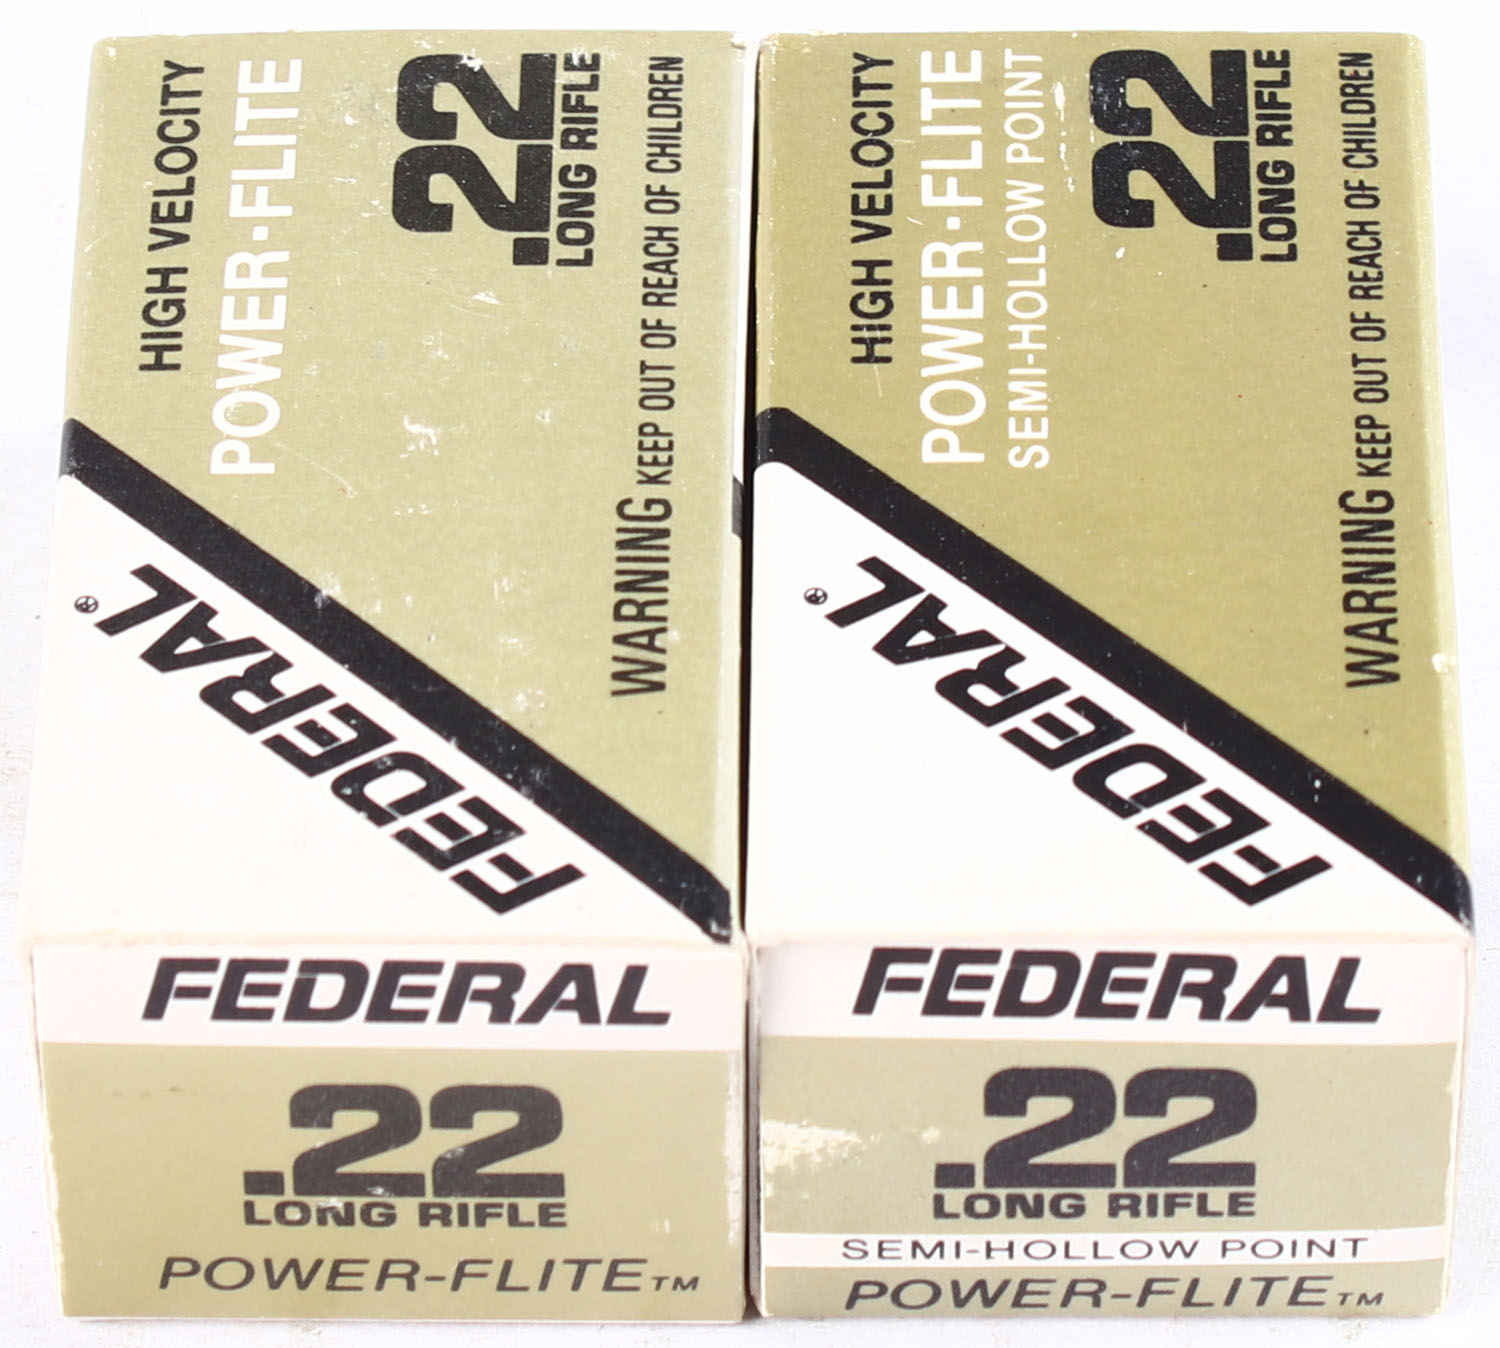 HIGH VELOCITY
POWER·FLITE
.22
LONG RIFLE
WARNING KEEP OUT OF REACH OF CHILDREN
FEDERAL®
FEDERAL
.22
LONG RIFLE
POWER-FLITE™
HIGH VELOCITY
POWER·FLITE
SEMI-HOLLOW POINT
.22
LONG RIFLE
WARNING KEEP OUT OF REACH OF CHILDREN
FEDERAL®
FEDERAL
.22
LONG RIFLE
SEMI-HOLLOW POINT
POWER-FLITE™